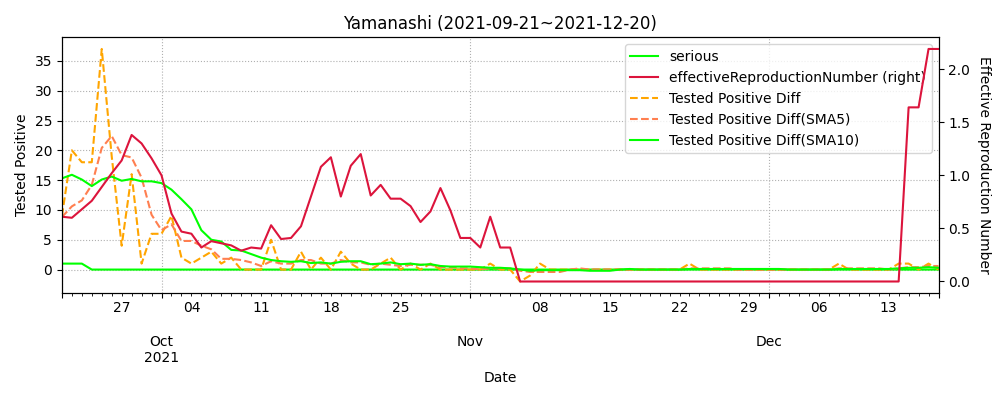 Yamanashi (2021-09-21~2021-12-20)
serious
effectiveReproductionNumber (right)
Tested Positive Diff
Tested Positive Diff(SMA5)
Tested Positive Diff(SMA10)
Tested Positive
35
30
25
20
15
10
5
0
Effective Reproduction Number
2.0
1.5
1.0
0.5
0.0
27 04 11 18 25 08 15 22 29 06 13
Oct Nov Dec
2021
Date